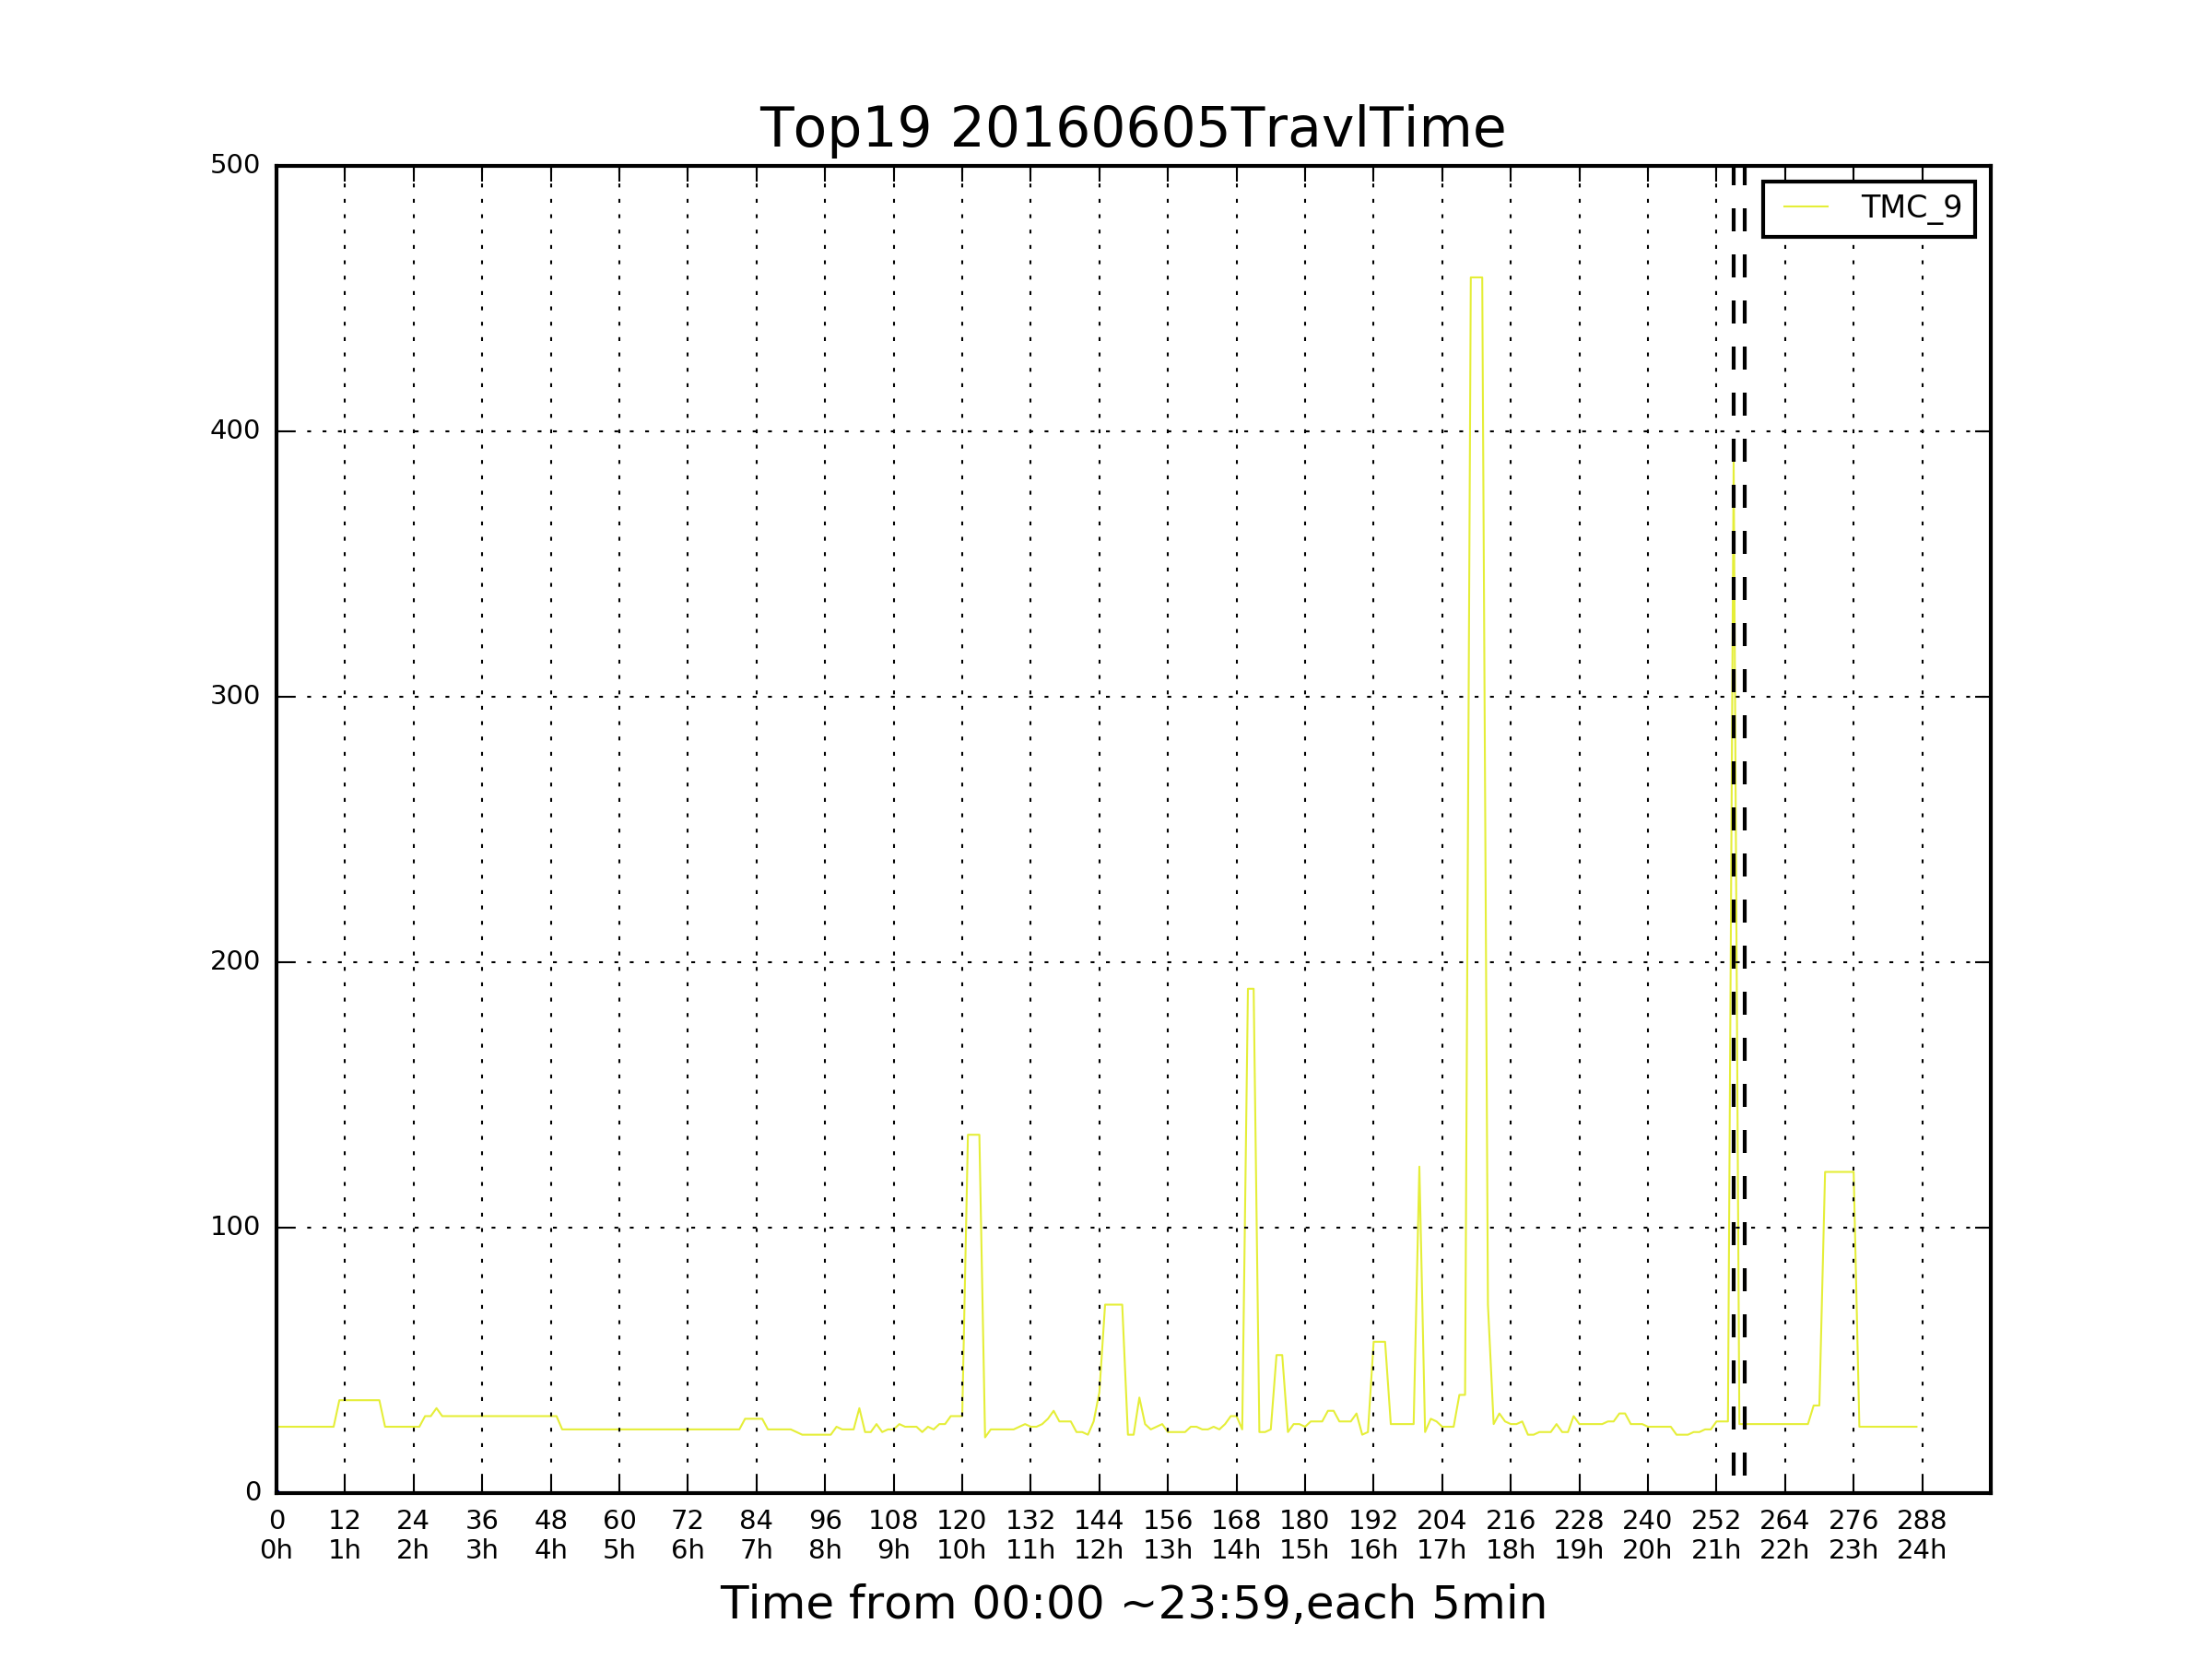 Top19 20160605TravlTime
TMC_9
500
400
300
200
100
0
0 12 24 36 48 60 72 84 96 108 120 132 144 156 168 180 192 204 216 228 240 252 264 276 288
0h 1h 2h 3h 4h 5h 6h 7h 8h 9h 10h 11h 12h 13h 14h 15h 16h 17h 18h 19h 20h 21h 22h 23h 24h
Time from 00:00 ~23:59,each 5min